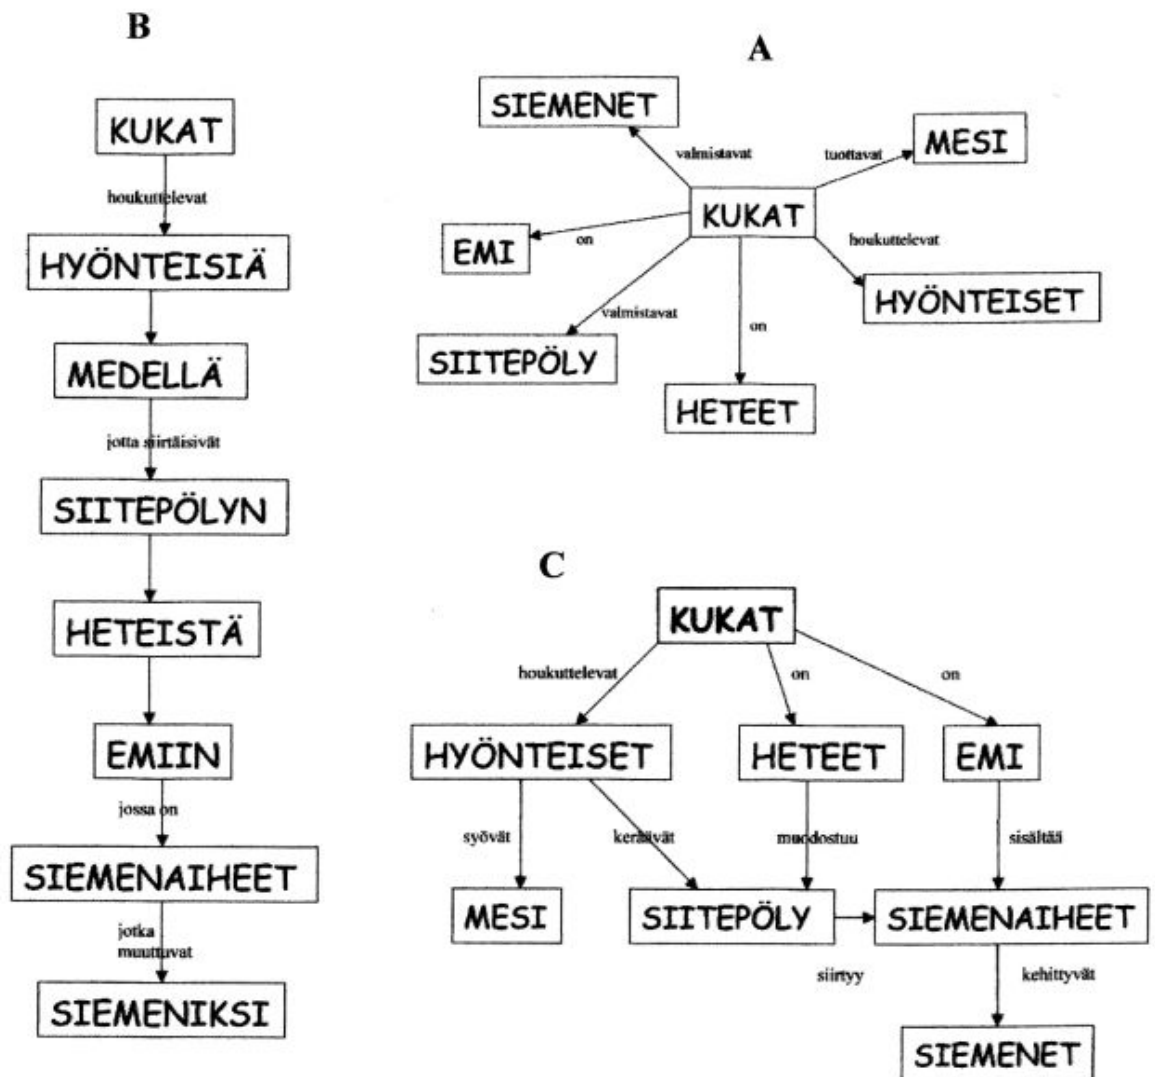 B
KUKAT
houkuttelevat
HYÖNTEISIÄ
MEDELLÄ
jotta siirtäisivät
SIITEPÖLYN
HETEISTÄ
EMIIN
jossa on
SIEMENAIHEET
jotka
muuttuvat
SIEMENIKSI
A
SIEMENET
valmistavat
tuottavat
MESI
KUKAT
EMI
on
houkuttelevat
HYÖNTEISET
valmistavat
on
SIITEPÖLY
HETEET
C
KUKAT
houkuttelevat
on
on
HYÖNTEISET
HETEET
EMI
syövät
keräävät
muodostuu
sisältää
MESI
SIITEPÖLY
SIEMENAIHEET
siirtyy
kehittyvät
SIEMENET